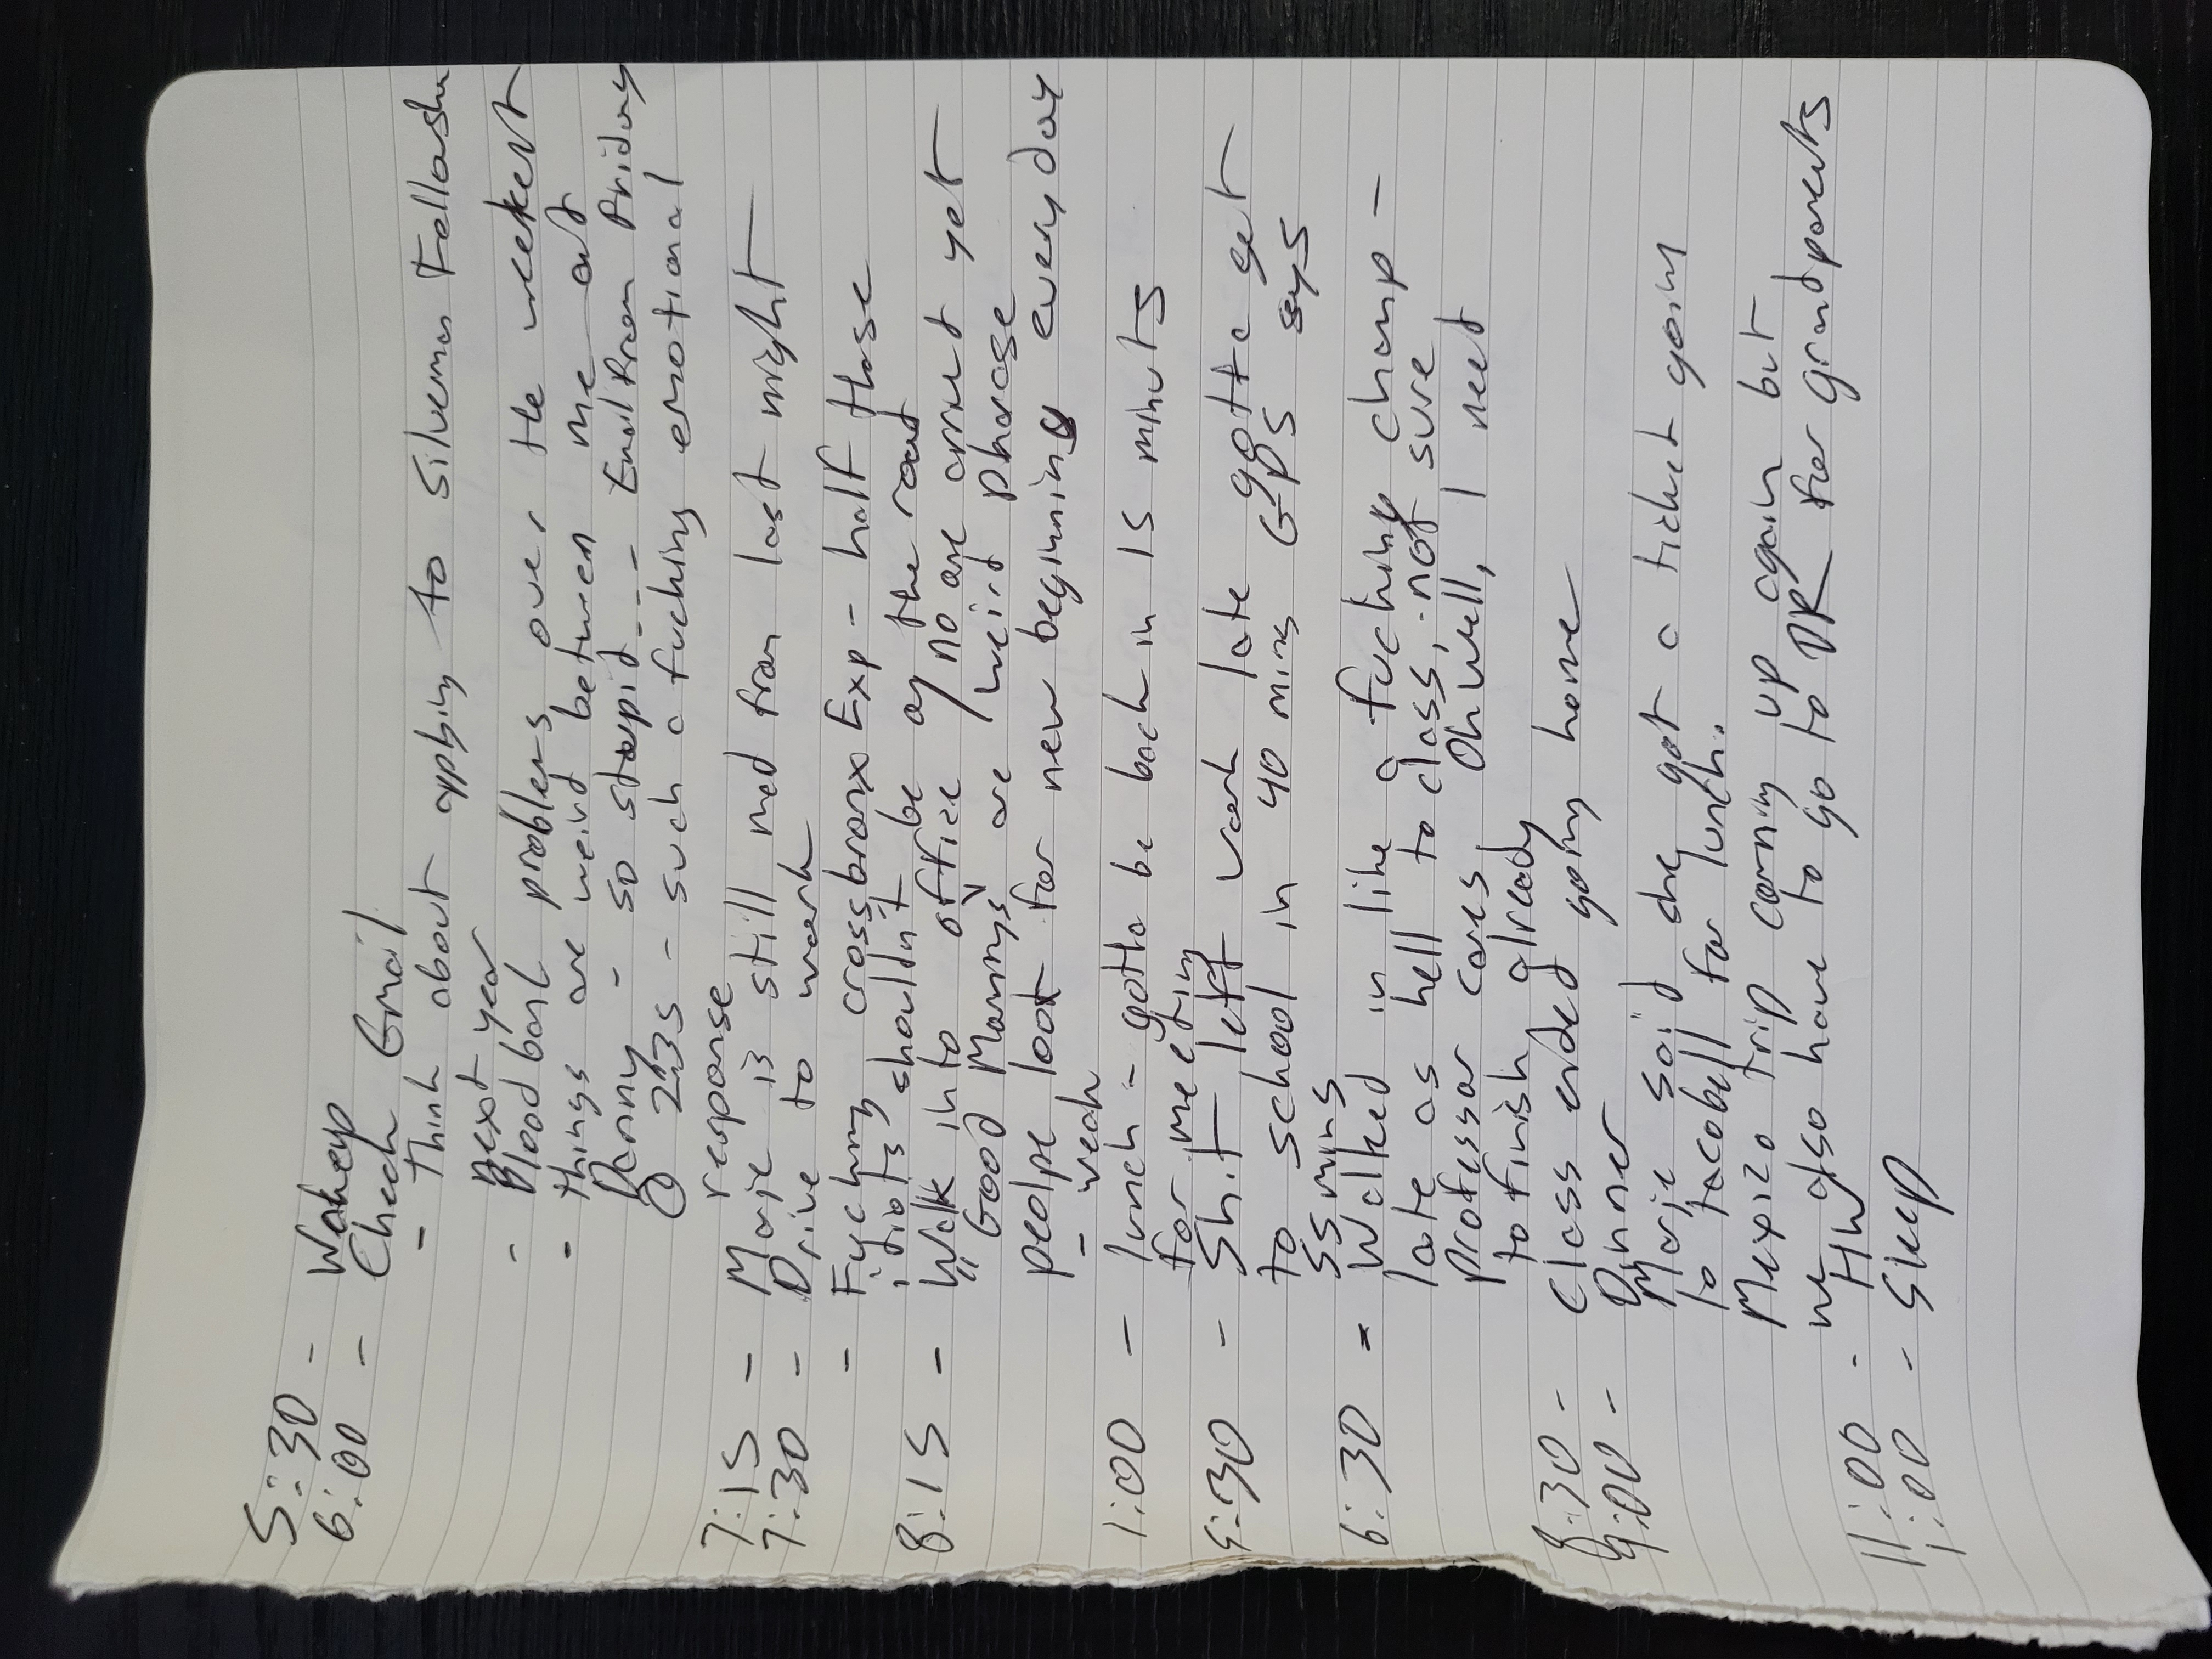 5:30 - Wakeup
6:00 - Check Email
- Think about applying to Silverman Fellowship
next year
- Blood bank problems over the weekend
- things are weird between me and
Danny - so stupid... Email from Friday
@ 2:35 - such a fucking emotional
response
7:15 - Marje is still mad from last night
7:30 - Drive to work
- Fucking crossbronx Exp - half those
idiots shouldn't be on the road
8:15 - Walk into office / no one arrived yet
"Good Mornings" are weird phrase
peolpe look for new beginning everyday
- yeah
1:00 - lunch - gotta be back in 15 minuts
for meeting
5:30 - Shit left work late gotta get
to school in 40 mins GPS says
55 mins
6:30 - Walked in like a fucking champ -
late as hell to class, not sure
professor cares. Oh well, I need
to finish already
8:30 - Class ended going home
9:00 - Dinner
Marje said she got a ticket going
to tacobell for lunch.
Mexico trip coming up again but
we also have to go to DR for grandparents
11:00 - HW
1:00 - Sleep